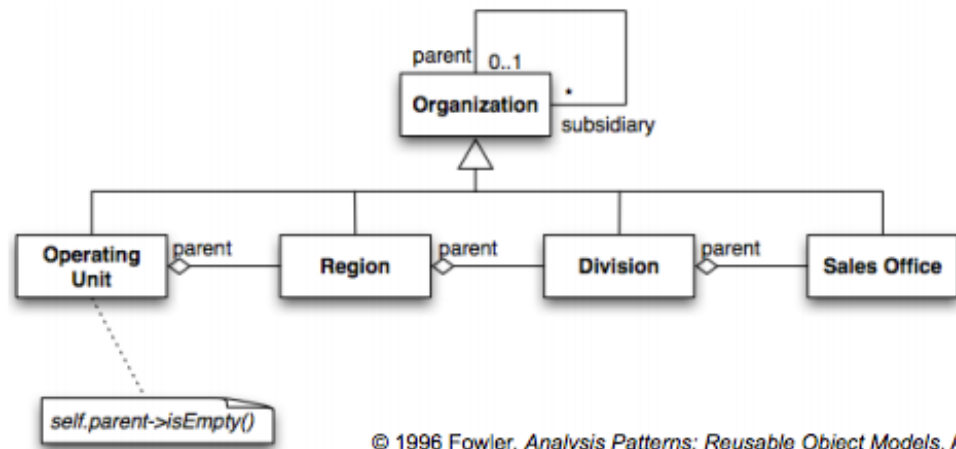 parent
0..1
Organization
*
subsidiary
Operating
Unit
parent
Region
parent
Division
parent
Sales Office
self.parent->isEmpty()
© 1996 Fowler, Analysis Patterns: Reusable Object Models, A